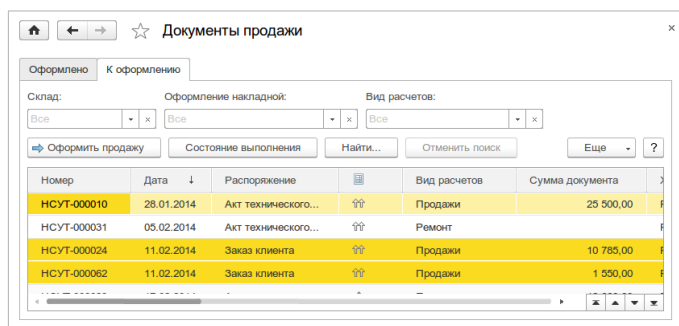 Документы продажи
Оформлено К оформлению
Склад: Оформление накладной: Вид расчетов:
Все Все Все
Оформить продажу Состояние выполнения Найти... Отменить поиск Еще ?
Номер Дата ↓ Распоряжение Вид расчетов Сумма документа
НСУТ-000010 28.01.2014 Акт технического... Продажи 25 500,00
НСУТ-000031 05.02.2014 Акт технического... Ремонт
НСУТ-000024 11.02.2014 Заказ клиента Продажи 10 785,00
НСУТ-000062 11.02.2014 Заказ клиента Продажи 1 550,00